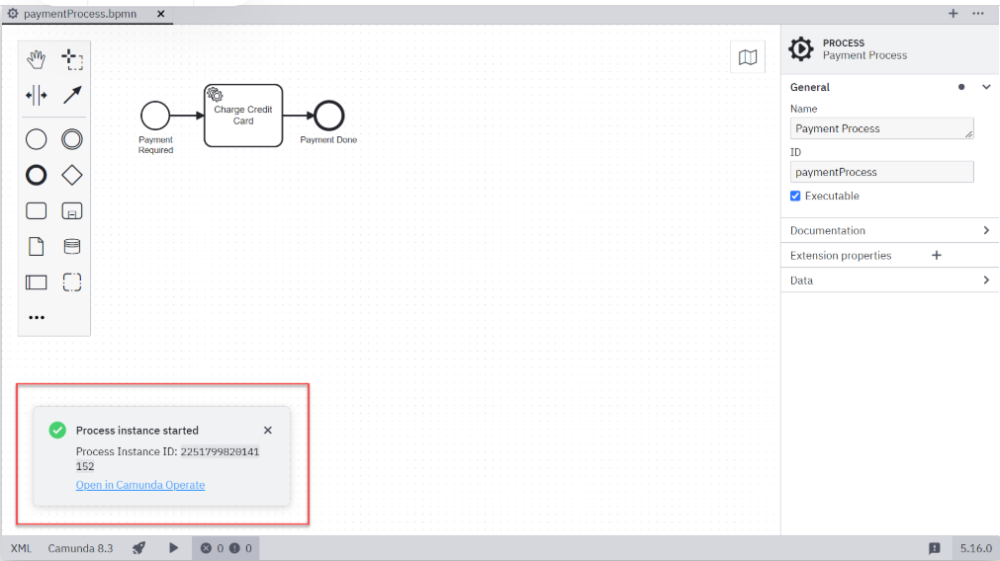 paymentProcess.bpmn
PROCESS
Payment Process
General
Name
Payment Process
ID
paymentProcess
Executable
Documentation
Extension properties
Data
Charge Credit
Card
Payment
Required
Payment Done
Process instance started
Process Instance ID: 2251799820141
152
Open in Camunda Operate
XML Camunda 8.3 0 0 5.16.0